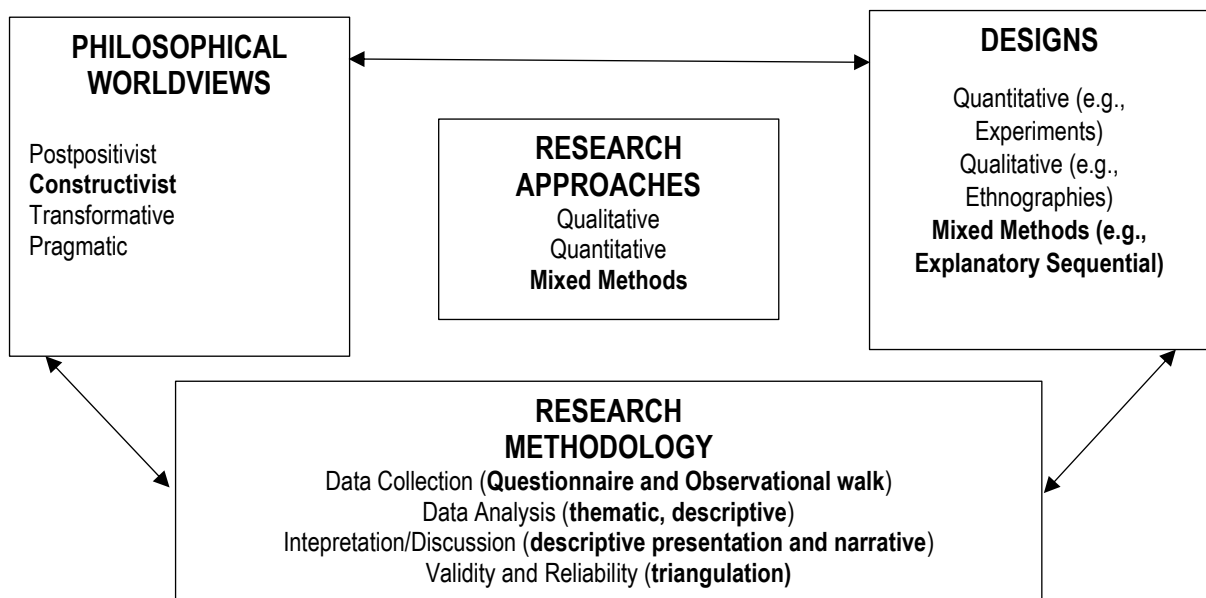 PHILOSOPHICAL
WORLDVIEWS
Postpositivist
Constructivist
Transformative
Pragmatic
RESEARCH
APPROACHES
Qualitative
Quantitative
Mixed Methods
DESIGNS
Quantitative (e.g.,
Experiments)
Qualitative (e.g.,
Ethnographies)
Mixed Methods (e.g.,
Explanatory Sequential)
RESEARCH
METHODOLOGY
Data Collection (Questionnaire and Observational walk)
Data Analysis (thematic, descriptive)
Intepretation/Discussion (descriptive presentation and narrative)
Validity and Reliability (triangulation)